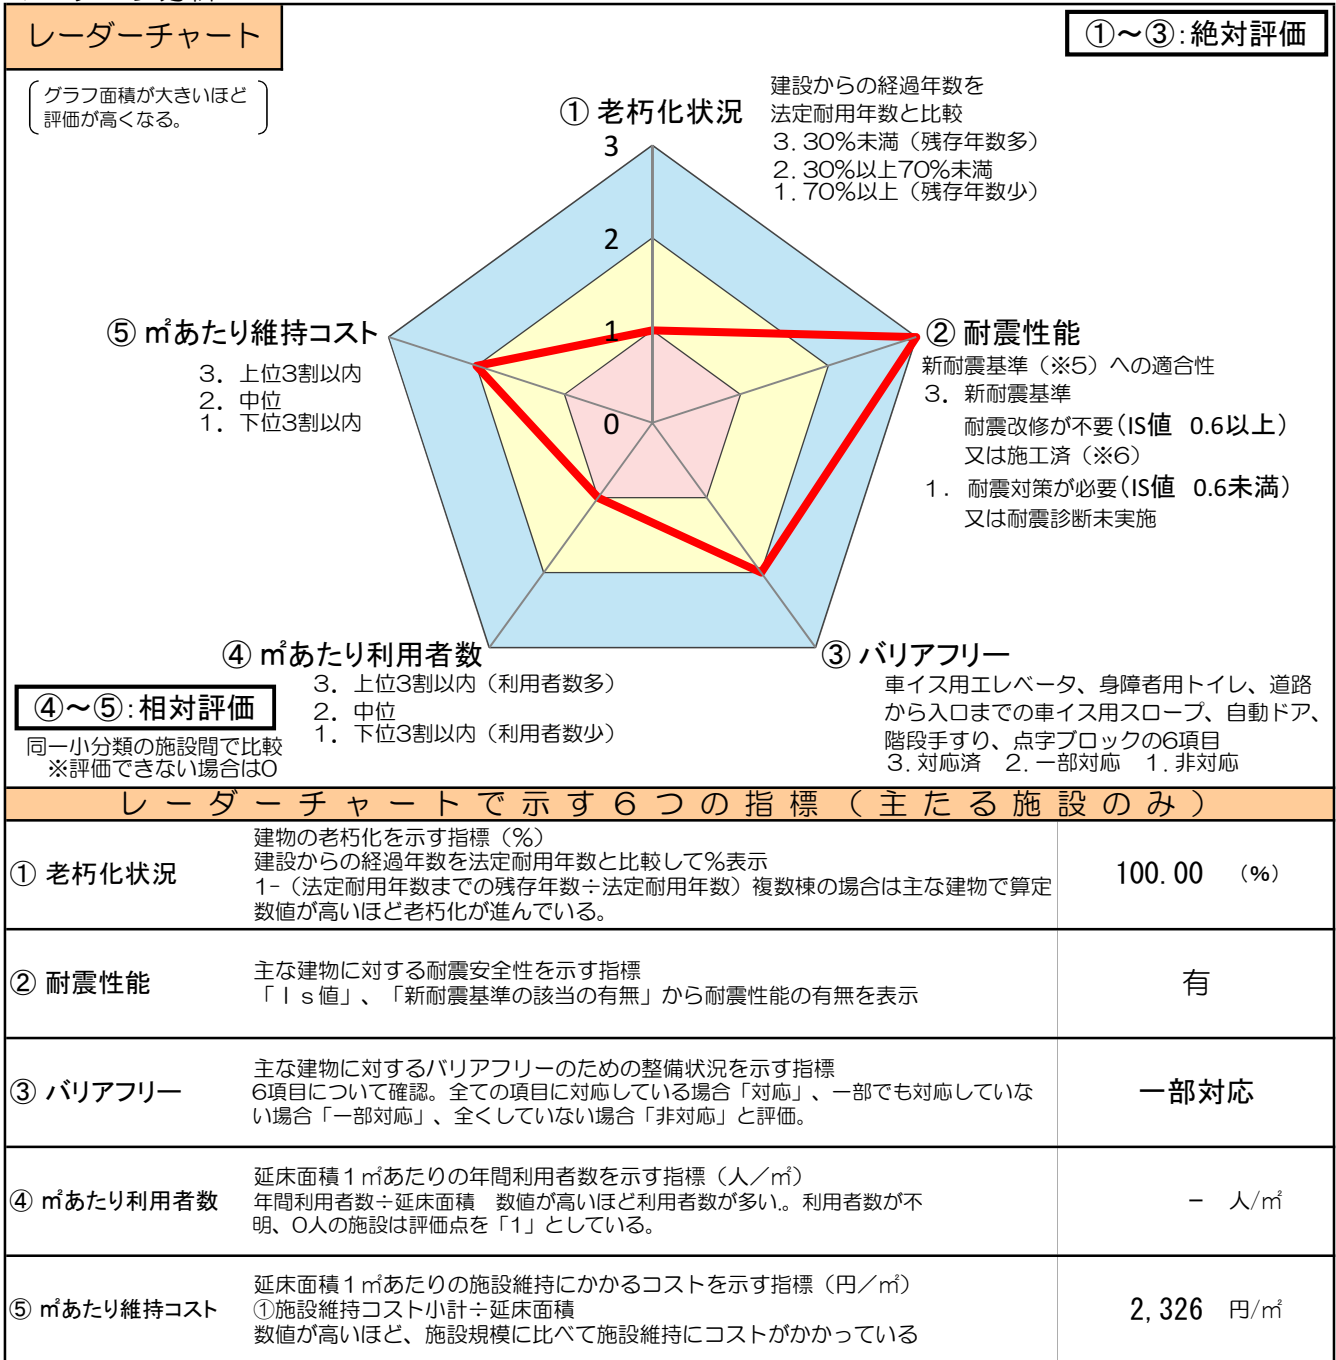 レーダーチャート
①～③:絶対評価
グラフ面積が大きいほど
評価が高くなる。
① 老朽化状況
建設からの経過年数を
法定耐用年数と比較
3. 30%未満（残存年数多）
2. 30%以上70%未満
1. 70%以上（残存年数少）
3
2
1
0
⑤ ㎡あたり維持コスト
3. 上位3割以内
2. 中位
1. 下位3割以内
② 耐震性能
新耐震基準（※5）への適合性
3. 新耐震基準
耐震改修が不要(IS値 0.6以上)
又は施工済（※6）
1. 耐震対策が必要(IS値 0.6未満)
又は耐震診断未実施
④ ㎡あたり利用者数
3. 上位3割以内（利用者数多）
2. 中位
1. 下位3割以内（利用者数少）
③ バリアフリー
車イス用エレベータ、身障者用トイレ、道路
から入口までの車イス用スロープ、自動ドア、
階段手すり、点字ブロックの6項目
3. 対応済 2. 一部対応 1. 非対応
④～⑤:相対評価
同一小分類の施設間で比較
※評価できない場合は0
レーダーチャートで示す6つの指標（主たる施設のみ）
① 老朽化状況
建物の老朽化を示す指標（%）
建設からの経過年数を法定耐用年数と比較して%表示
1-（法定耐用年数までの残存年数÷法定耐用年数）複数棟の場合は主な建物で算定
数値が高いほど老朽化が進んでいる。
100.00 （%）
② 耐震性能
主な建物に対する耐震安全性を示す指標
「Ｉｓ値」、「新耐震基準の該当の有無」から耐震性能の有無を表示
有
③ バリアフリー
主な建物に対するバリアフリーのための整備状況を示す指標
6項目について確認。全ての項目に対応している場合「対応」、一部でも対応していな
い場合「一部対応」、全くしていない場合「非対応」と評価。
一部対応
④ ㎡あたり利用者数
延床面積１㎡あたりの年間利用者数を示す指標（人／㎡）
年間利用者数÷延床面積 数値が高いほど利用者数が多い。利用者数が不
明、0人の施設は評価点を「1」としている。
－ 人/㎡
⑤ ㎡あたり維持コスト
延床面積１㎡あたりの施設維持にかかるコストを示す指標（円／㎡）
①施設維持コスト小計÷延床面積
数値が高いほど、施設規模に比べて施設維持にコストがかかっている
2,326 円/㎡